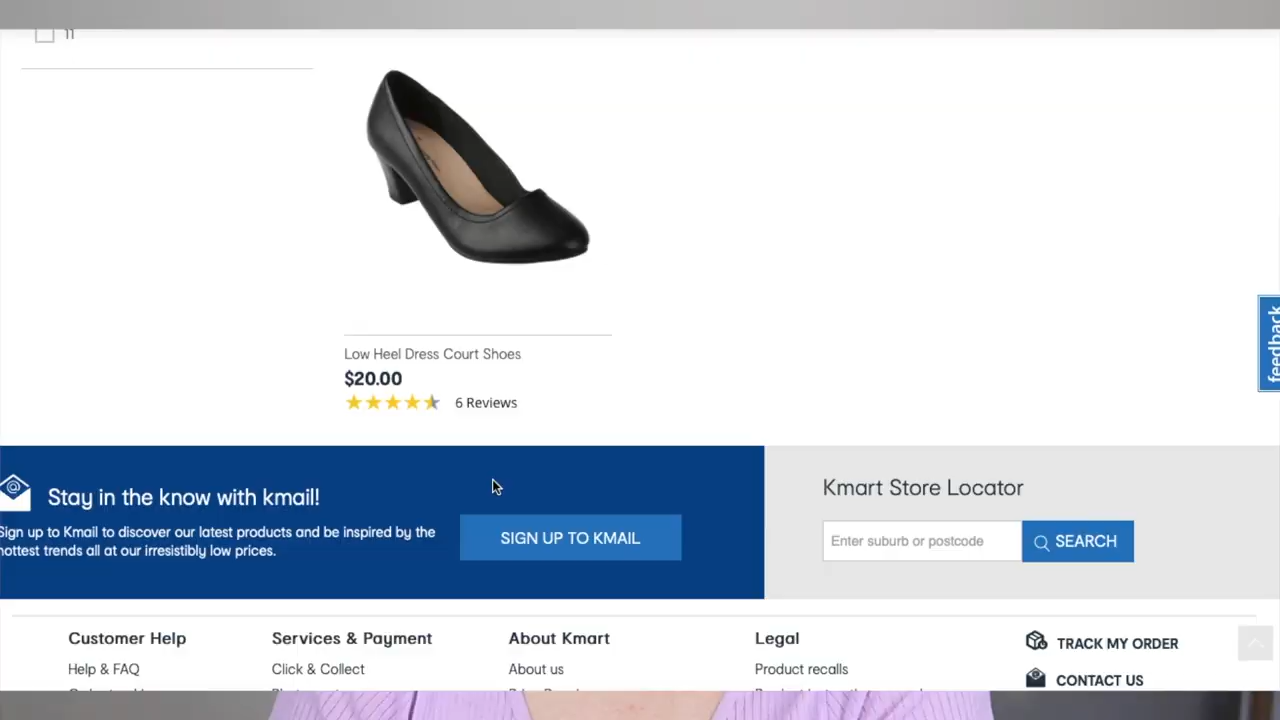 11
Low Heel Dress Court Shoes
$20.00
6 Reviews
feedback
Stay in the know with kmail!
Sign up to Kmail to discover our latest products and be inspired by the
hottest trends all at our irresistibly low prices.
SIGN UP TO KMAIL
Kmart Store Locator
Enter suburb or postcode
SEARCH
Customer Help
Help & FAQ
Services & Payment
Click & Collect
About Kmart
About us
Legal
Product recalls
TRACK MY ORDER
CONTACT US